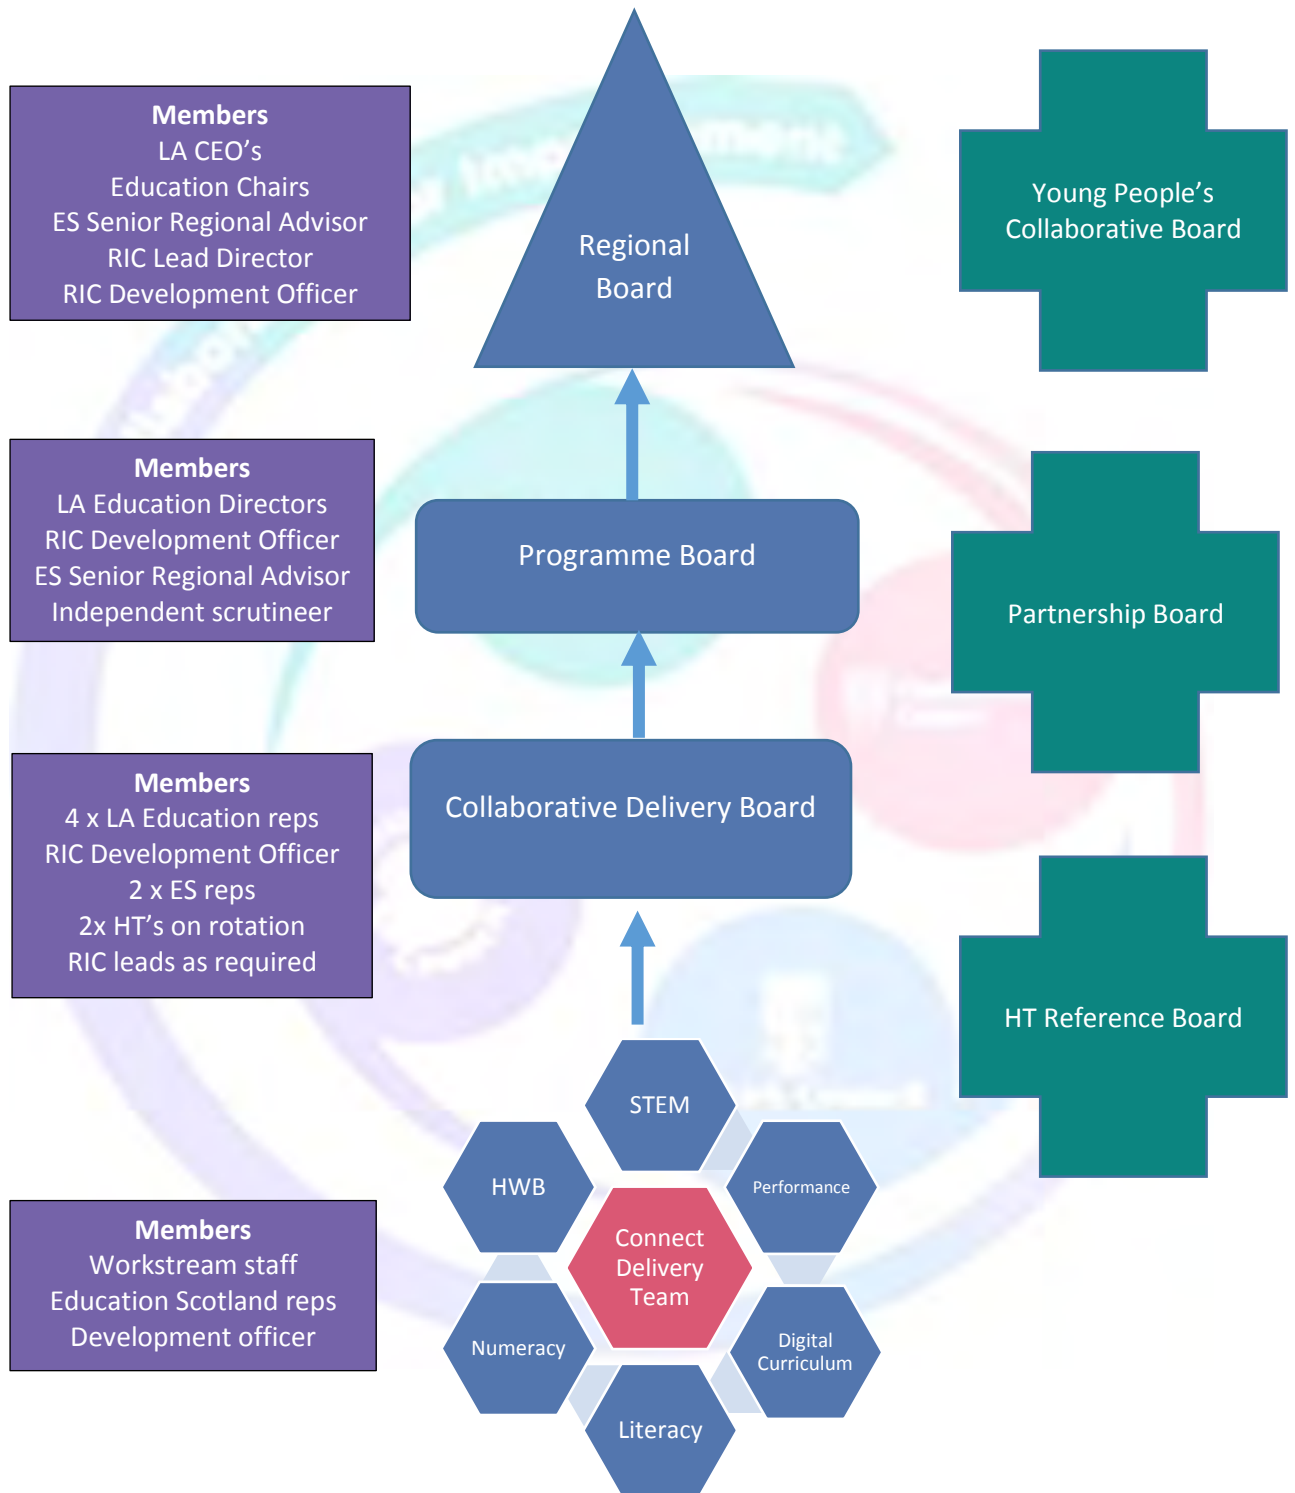 Members
LA CEO's
Education Chairs
ES Senior Regional Advisor
RIC Lead Director
RIC Development Officer
Regional
Board
Young People's
Collaborative Board
Members
LA Education Directors
RIC Development Officer
ES Senior Regional Advisor
Independent scrutineer
Programme Board
Partnership Board
Members
4 x LA Education reps
RIC Development Officer
2 x ES reps
2x HT's on rotation
RIC leads as required
Collaborative Delivery Board
HT Reference Board
Members
Workstream staff
Education Scotland reps
Development officer
STEM
HWB
Performance
Connect
Delivery
Team
Numeracy
Digital
Curriculum
Literacy